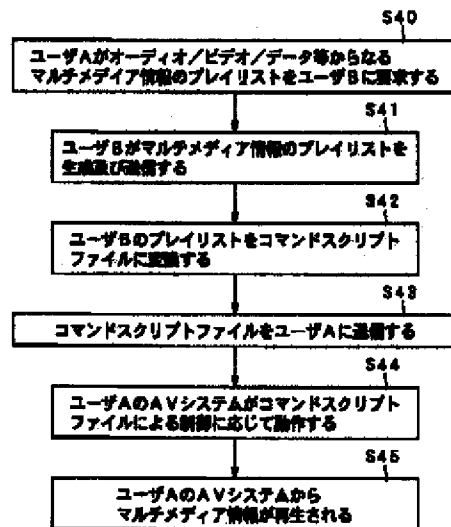 S40
ユーザAがオーディオ/ビデオ/データ等からなる
マルチメディア情報のプレイリストをユーザBに要求する
S41
ユーザBがマルチメディア情報のプレイリストを
生成及び送信する
S42
ユーザBのプレイリストをコマンドスクリプト
ファイルに変換する
S43
コマンドスクリプトファイルをユーザAに送信する
S44
ユーザAのAVシステムがコマンドスクリプト
ファイルによる制御に応じて動作する
S45
ユーザAのAVシステムから
マルチメディア情報が再生される